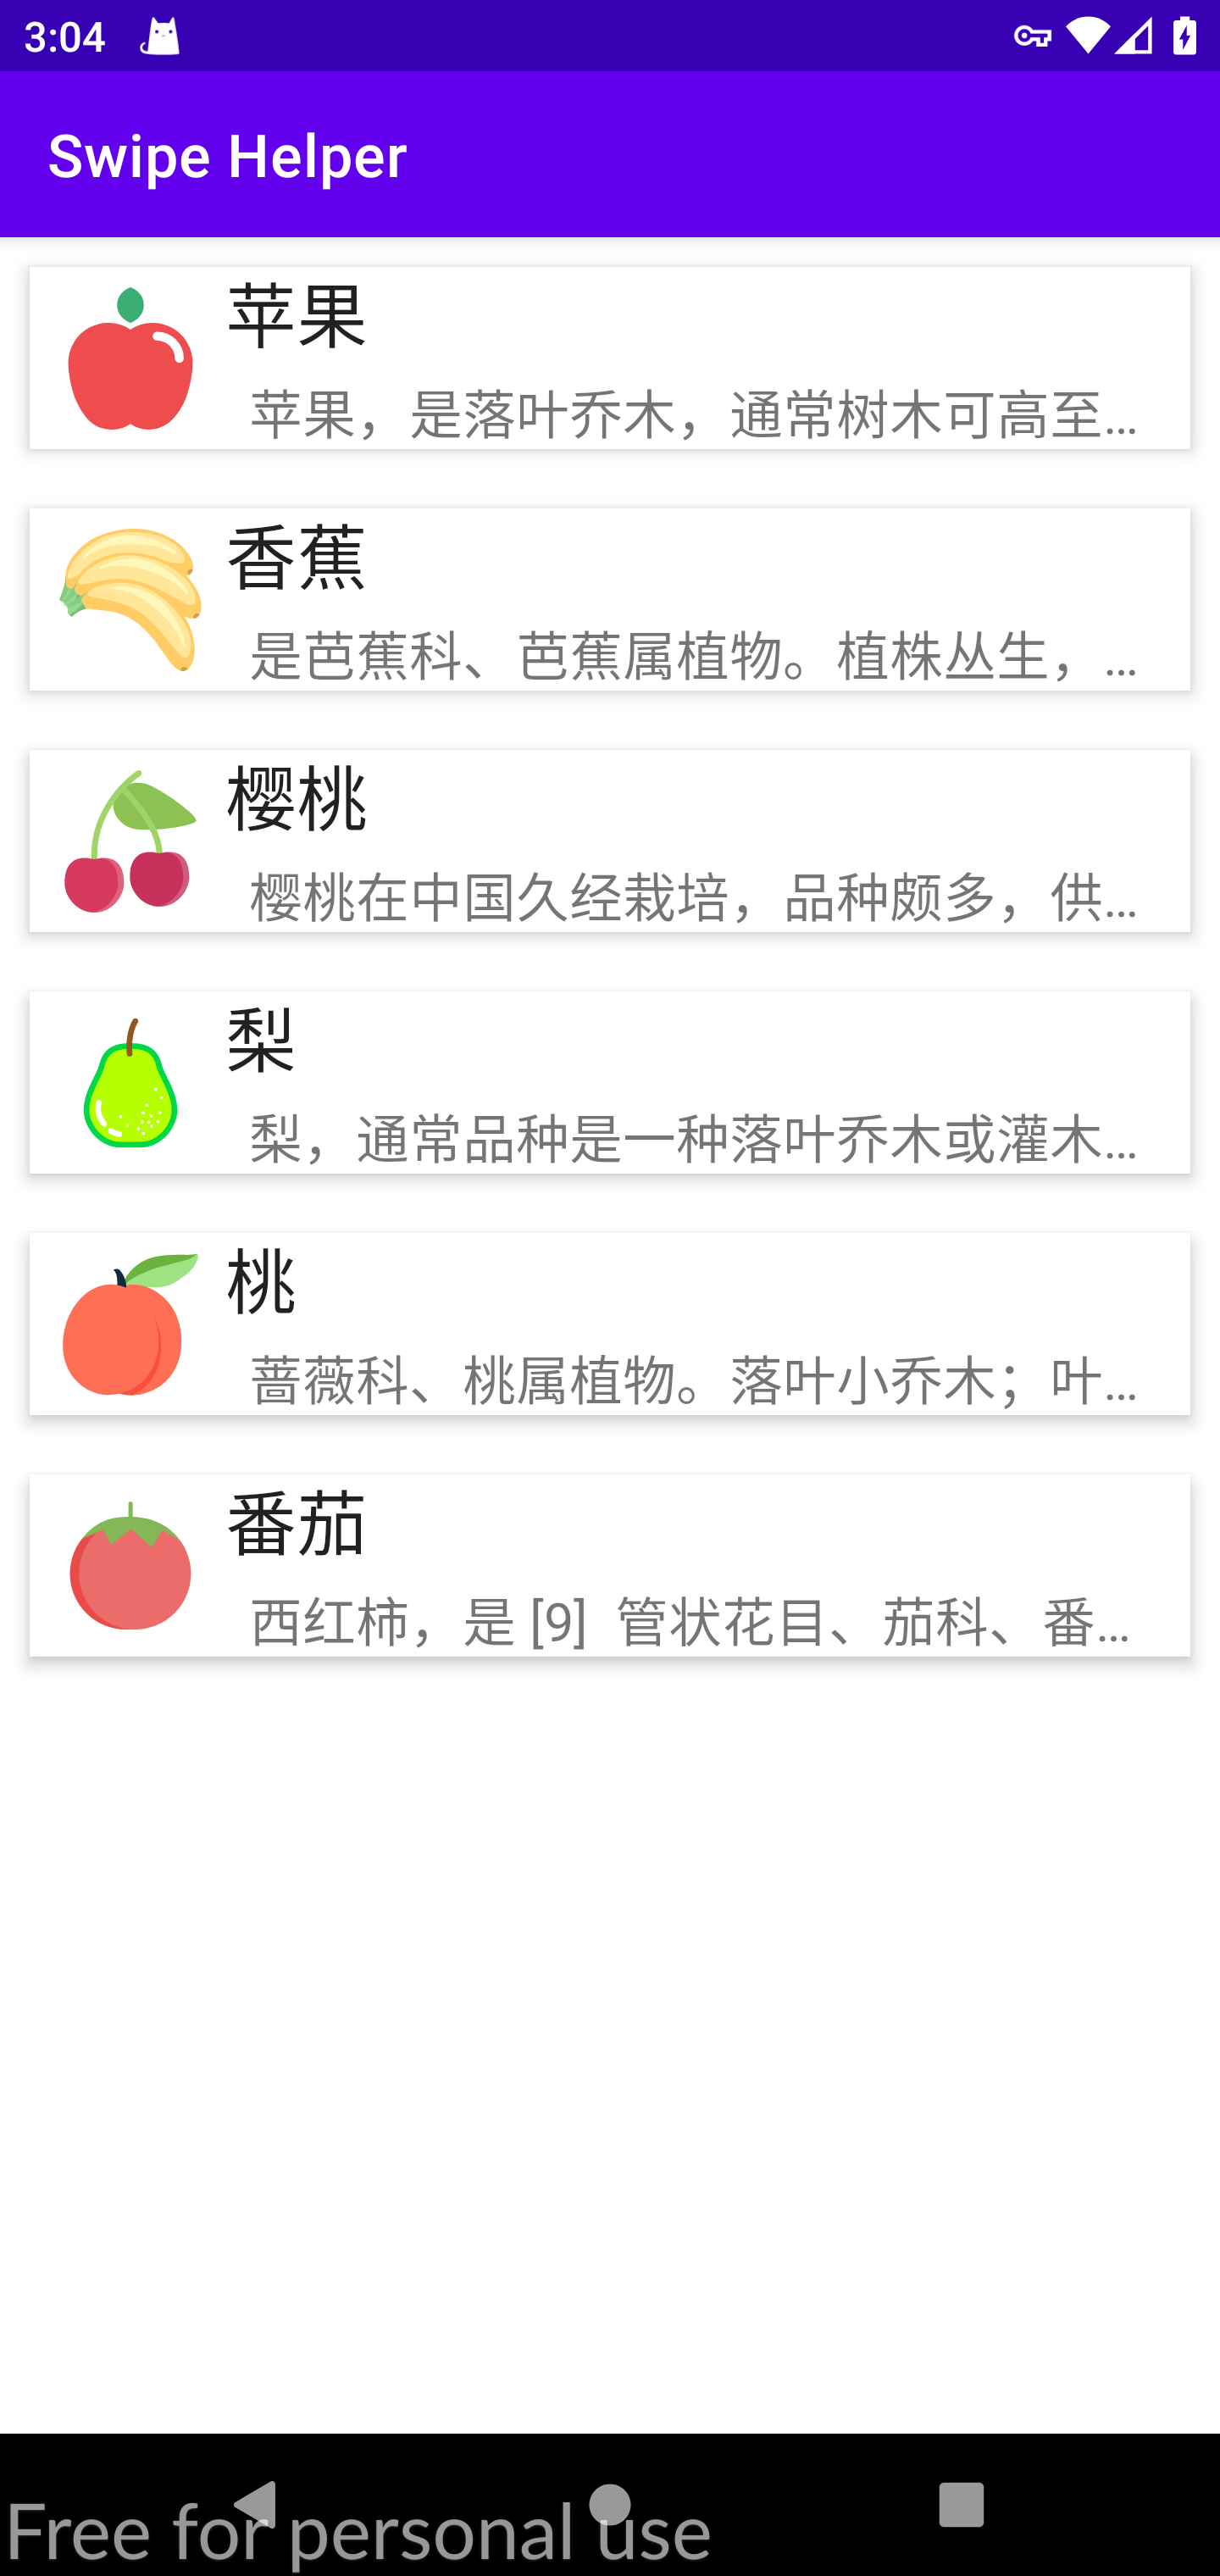 3:04
Swipe Helper
苹果
苹果，是落叶乔木，通常树木可高至...
香蕉
是芭蕉科、芭蕉属植物。植株丛生，...
樱桃
樱桃在中国久经栽培，品种颇多，供...
梨
梨，通常品种是一种落叶乔木或灌木...
桃
蔷薇科、桃属植物。落叶小乔木；叶...
番茄
西红柿，是 [9]  管状花目、茄科、番...
Free for personal use